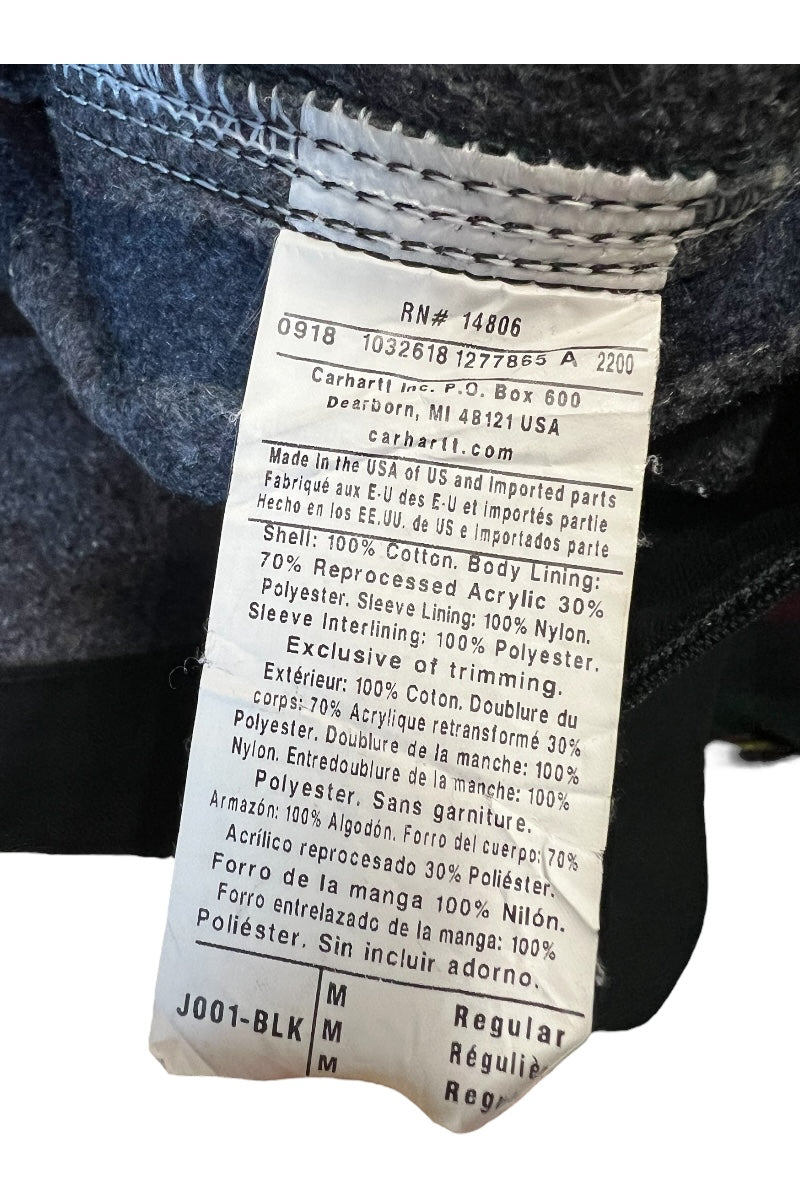 RN# 14806
0918 1032618 1277865 A 2200
Carhartt Inc. P.O. Box 600
Dearborn, MI 48121 USA
carhartt.com
Made in the USA of US and Imported parts
Fabriqué aux E-U des E-U et importés partie
Hecho en los EE.UU. de US e Importados parte
Shell: 100% Cotton. Body Lining:
70% Reprocessed Acrylic 30%
Polyester. Sleeve Lining: 100% Nylon.
Sleeve Interlining: 100% Polyester.
Exclusive of trimming.
Extérieur: 100% Coton. Doublure du
corps: 70% Acrylique retransformé 30%
Polyester. Doublure de la manche: 100%
Nylon. Entredoublure de la manche: 100%
Polyester. Sans garniture.
Armazón: 100% Algodón. Forro del cuerpo: 70%
Acrílico reprocesado 30% Poliéster.
Forro de la manga 100% Nilón.
Forro entrelazado de la manga: 100%
Poliéster. Sin incluir adorno.
J001-BLK
M Regular
M
M